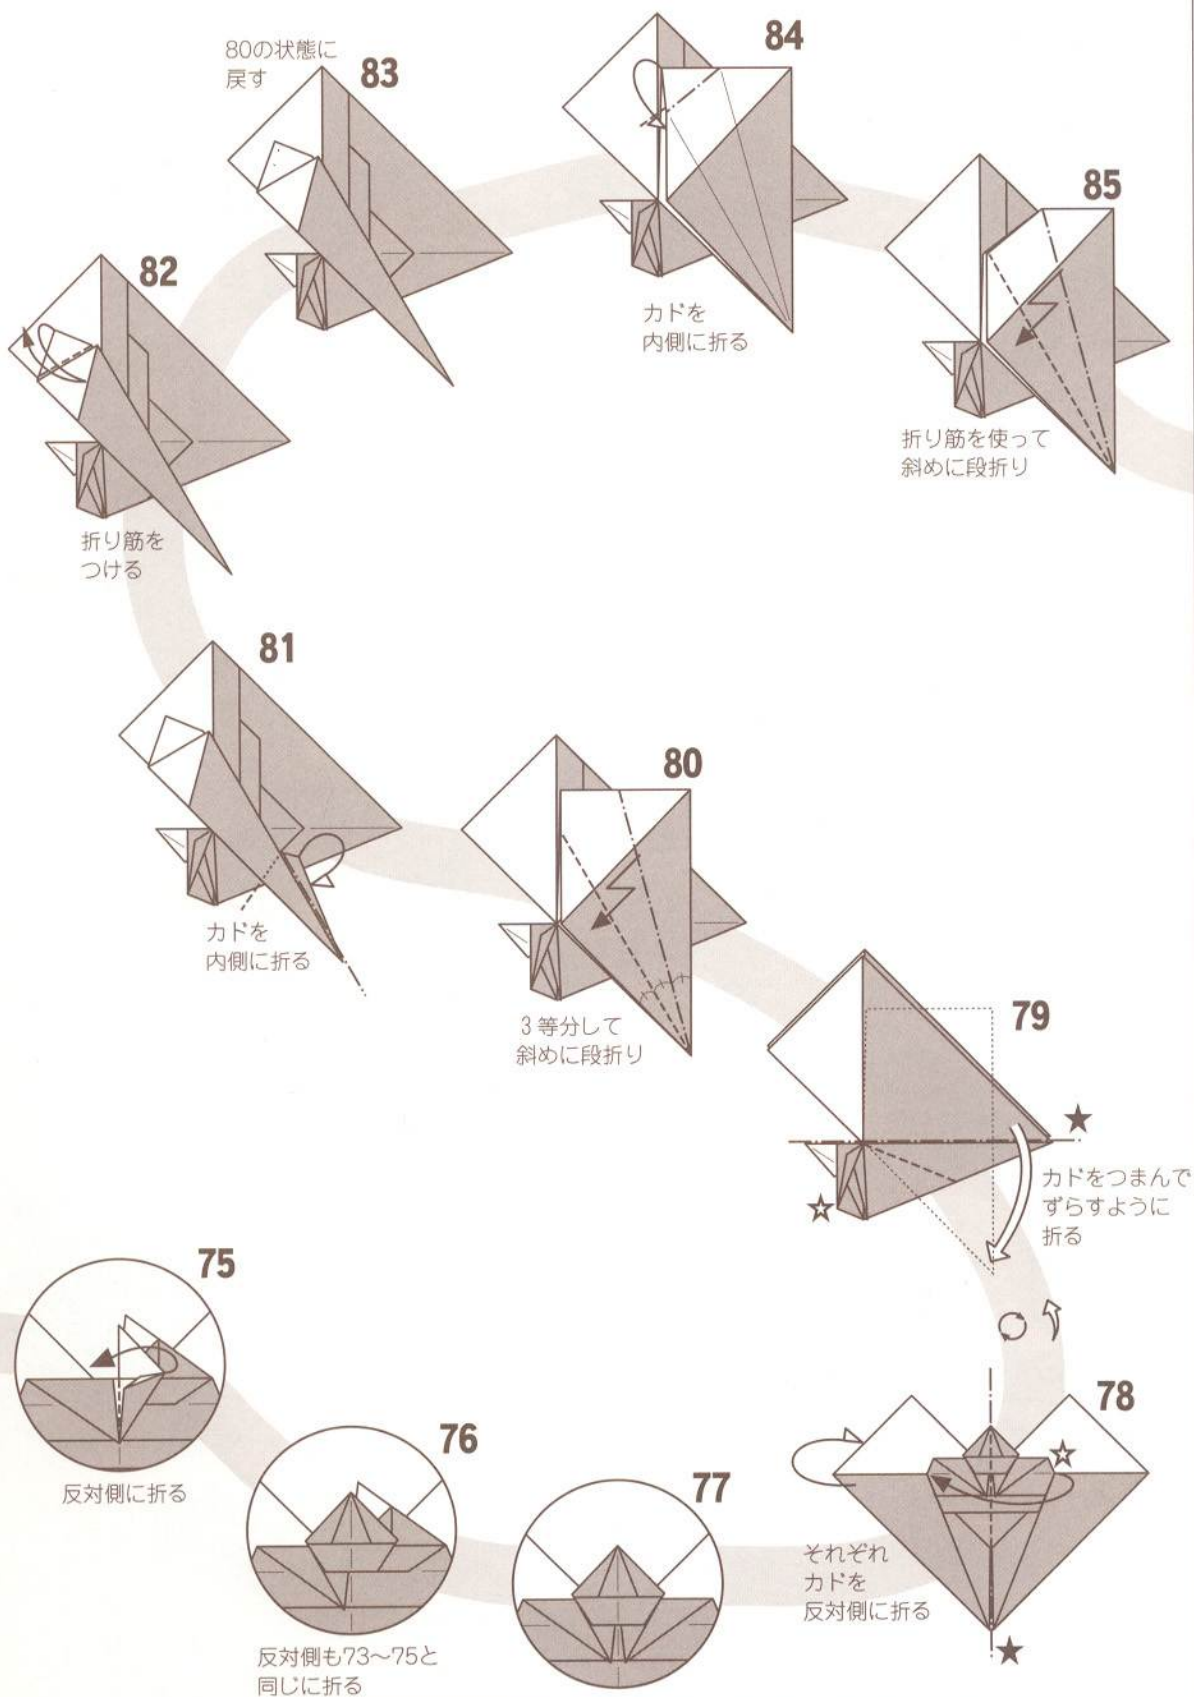 75
反対側に折る
76
反対側も73〜75と
同じに折る
77
78
それぞれ
カドを
反対側に折る
79
カドをつまんで
ずらすように
折る
80
3等分して
斜めに段折り
81
カドを
内側に折る
82
折り筋を
つける
80の状態に
戻す
83
84
カドを
内側に折る
85
折り筋を使って
斜めに段折り